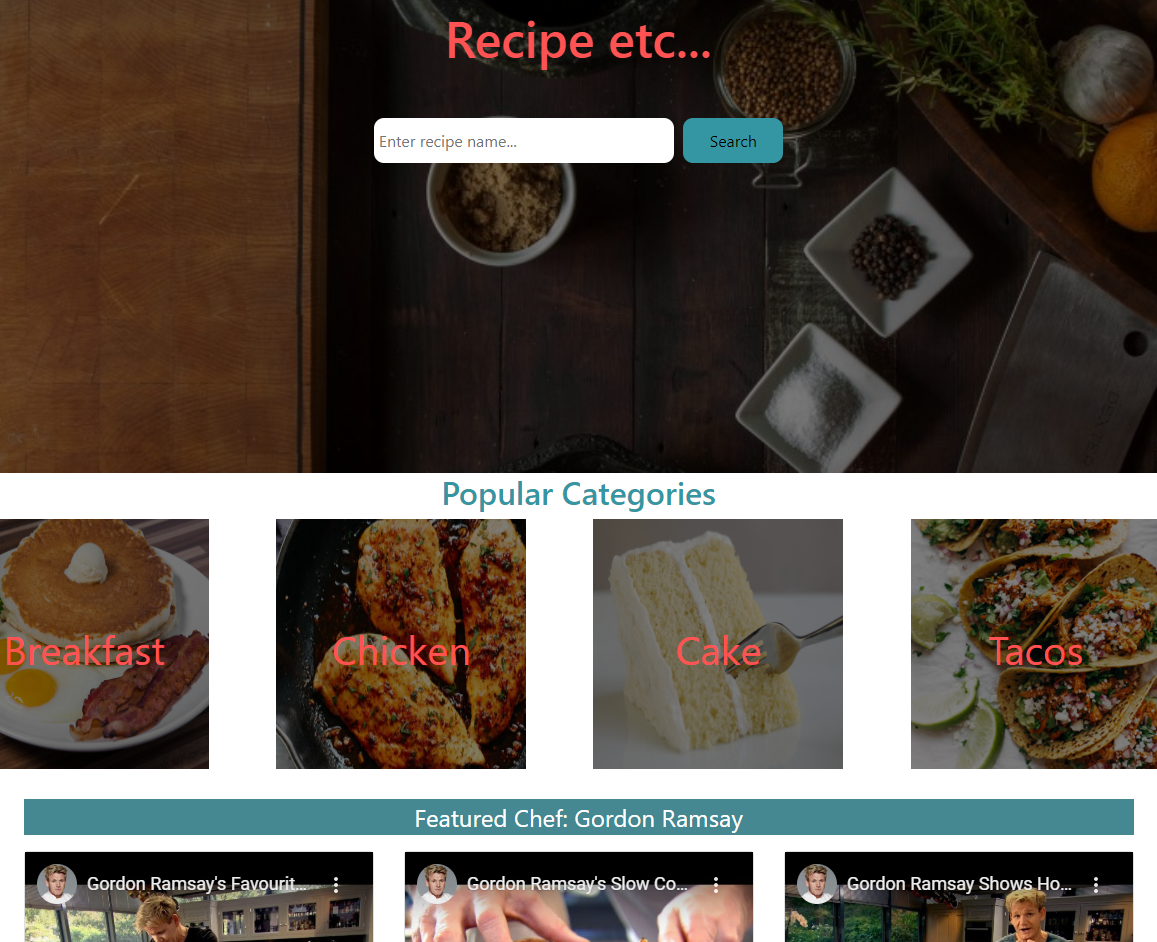 Recipe etc...
Enter recipe name...
Search
Popular Categories
Breakfast
Chicken
Cake
Tacos
Featured Chef: Gordon Ramsay
Gordon Ramsay's Favourit...
Gordon Ramsay's Slow Co...
Gordon Ramsay Shows Ho...